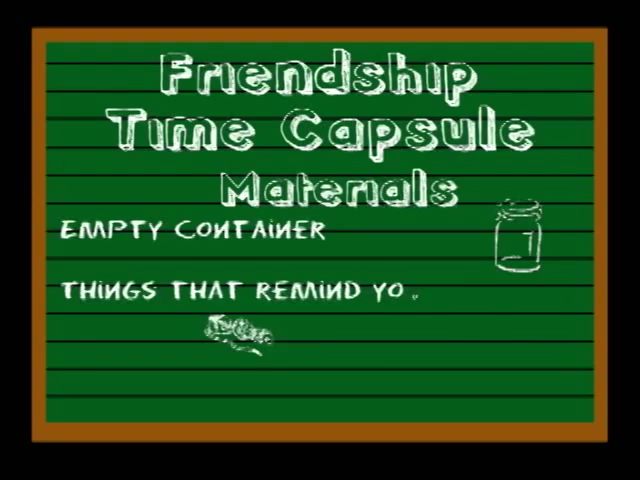 Friendship
Time Capsule
Materials
EMPTY CONTAINER
THINGS THAT REMIND YO